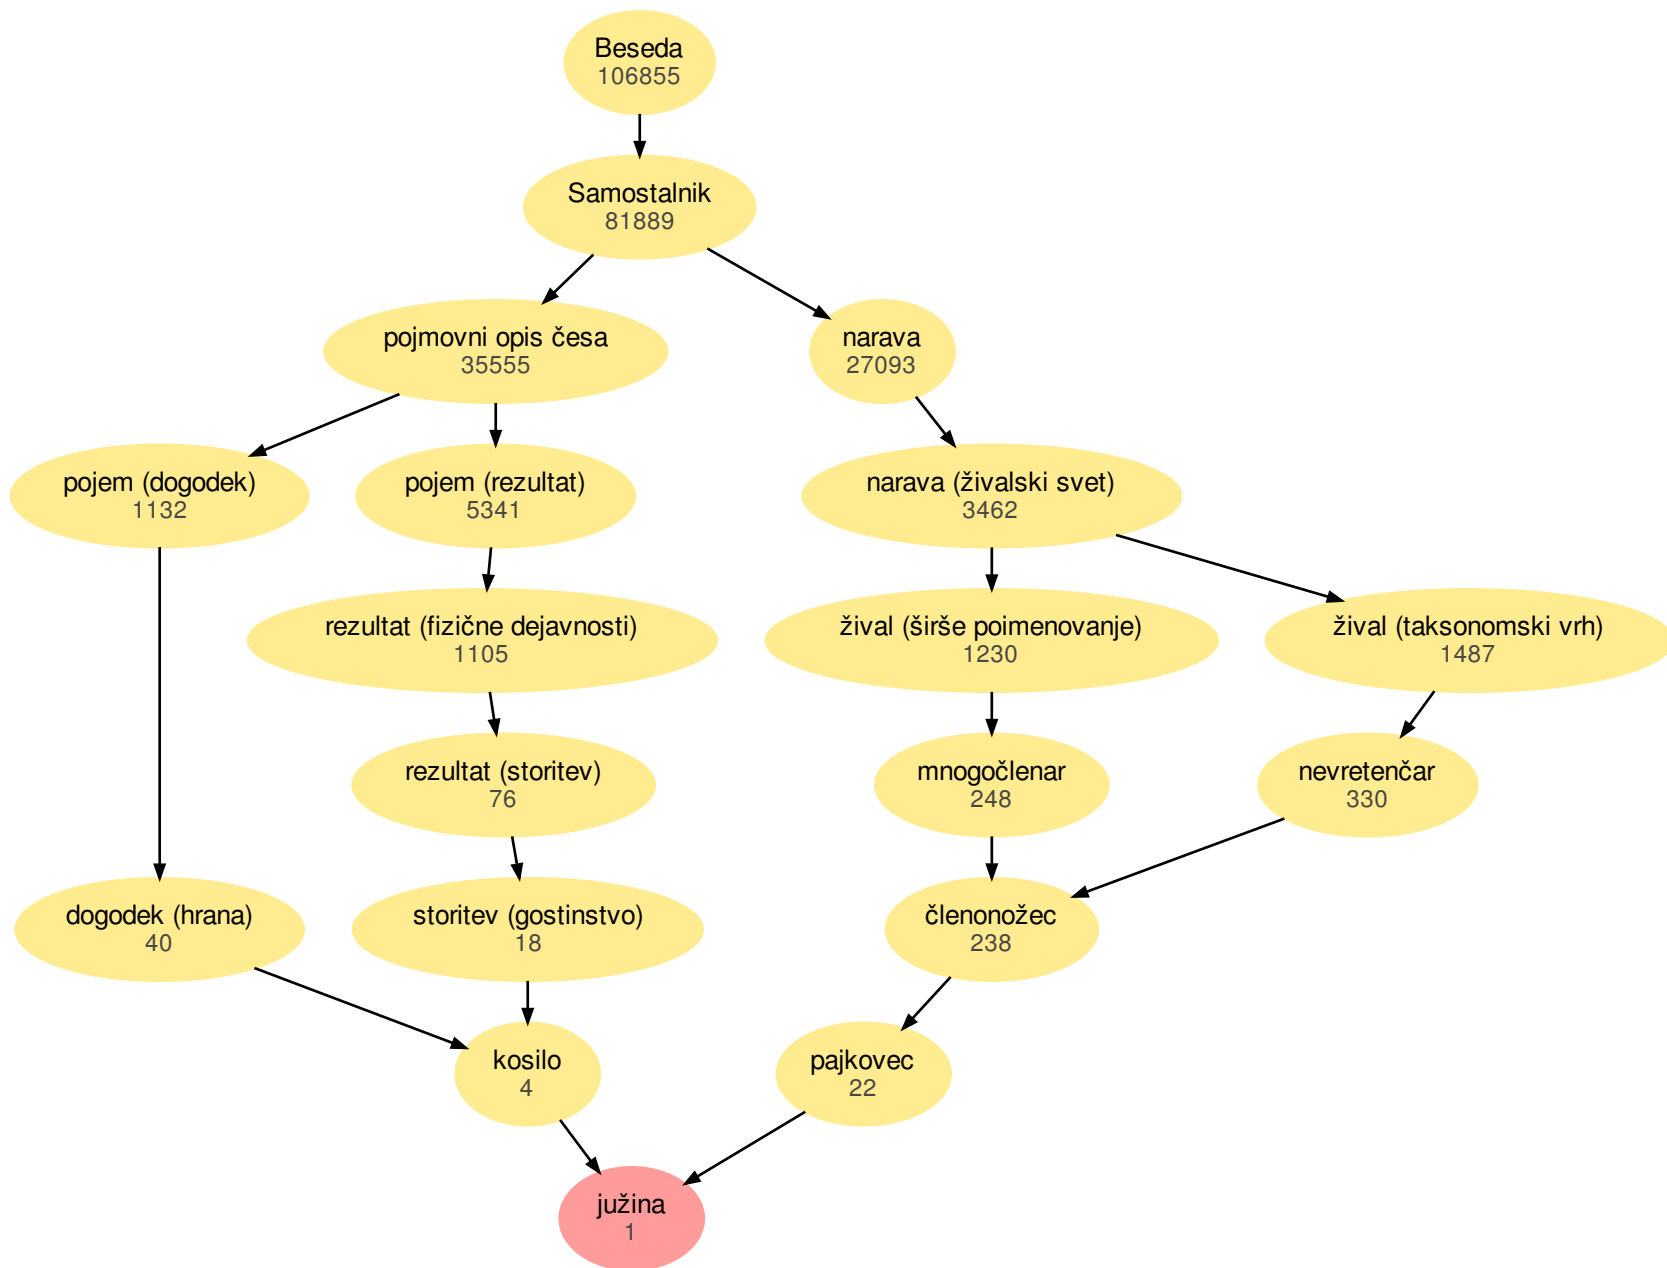 Beseda
106855
Samostalnik
81889
pojmovni opis česa
35555
narava
27093
pojem (dogodek)
1132
pojem (rezultat)
5341
narava (živalski svet)
3462
rezultat (fizične dejavnosti)
1105
žival (širše poimenovanje)
1230
žival (taksonomski vrh)
1487
rezultat (storitev)
76
mnogočlenar
248
nevretenčar
330
dogodek (hrana)
40
storitev (gostinstvo)
18
členonožec
238
kosilo
4
pajkovec
22
južina
1